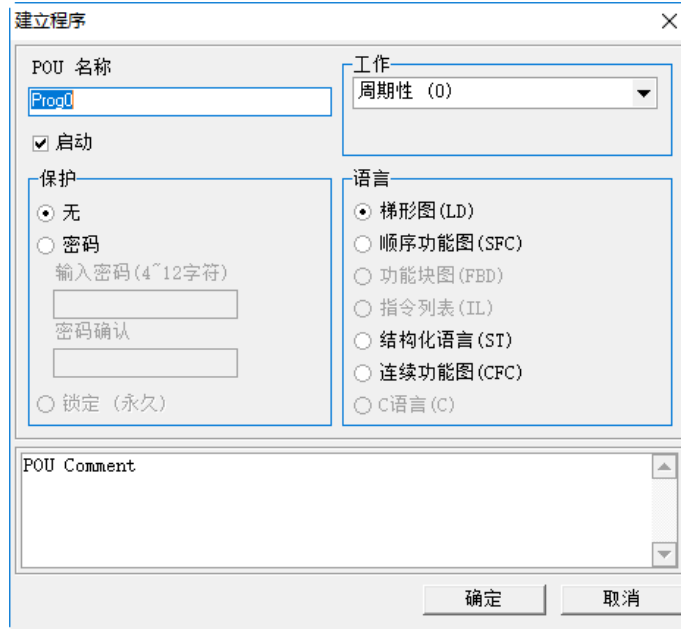 建立程序
POU 名称
Prog0
启动
工作
周期性 (0)
保护
无
密码
输入密码(4~12字符)
密码确认
锁定 (永久)
语言
梯形图(LD)
顺序功能图(SFC)
功能块图(FBD)
指令列表(IL)
结构化语言(ST)
连续功能图(CFC)
C语言(C)
POU Comment
确定
取消